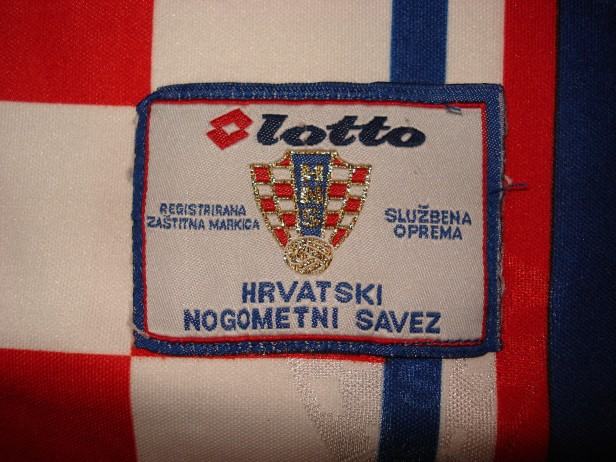 lotto
HNS
REGISTRIRANA
ZAŠTITNA MARKICA
SLUŽBENA
OPREMA
HRVATSKI
NOGOMETNI SAVEZ